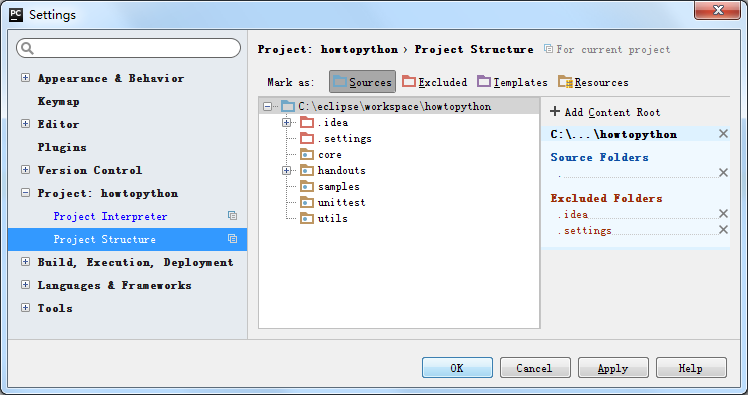 PC Settings
Project: howtopython › Project Structure For current project
Appearance & Behavior
Keymap
Editor
Plugins
Version Control
Project: howtopython
Project Interpreter
Project Structure
Build, Execution, Deployment
Languages & Frameworks
Tools
Mark as: Sources Excluded Templates Resources
C:\eclipse\workspace\howtopython
.idea
.settings
core
handouts
samples
unittest
utils
+ Add Content Root
C:\...\howtopython
Source Folders
.
Excluded Folders
.idea
.settings
OK Cancel Apply Help